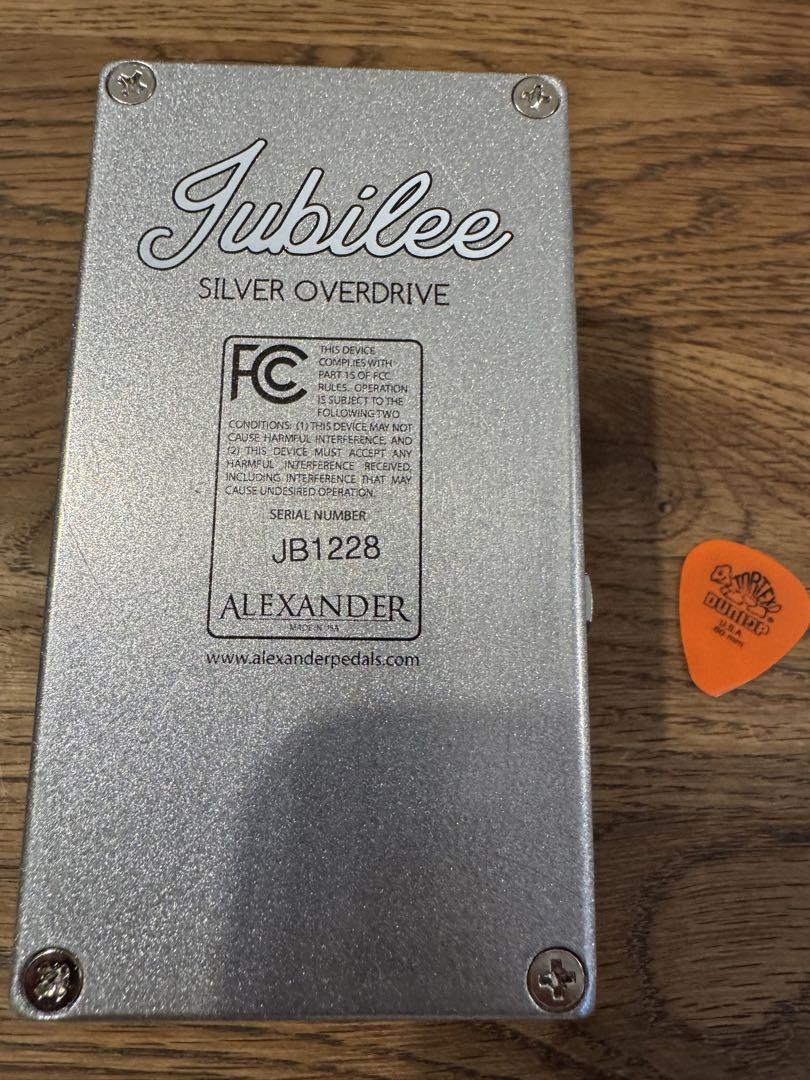 Jubilee
SILVER OVERDRIVE
FC
THIS DEVICE
COMPLIES WITH
PART 15 OF FCC
RULES. OPERATION
IS SUBJECT TO THE
FOLLOWING TWO
CONDITIONS: (1) THIS DEVICE MAY NOT
CAUSE HARMFUL INTERFERENCE, AND
(2) THIS DEVICE MUST ACCEPT ANY
HARMFUL INTERFERENCE RECEIVED,
INCLUDING INTERFERENCE THAT MAY
CAUSE UNDESIRED OPERATION.
SERIAL NUMBER
JB1228
ALEXANDER
MADE IN USA
www.alexanderpedals.com
TORTEX
DUNLOP®
U.S.A
.60 mm